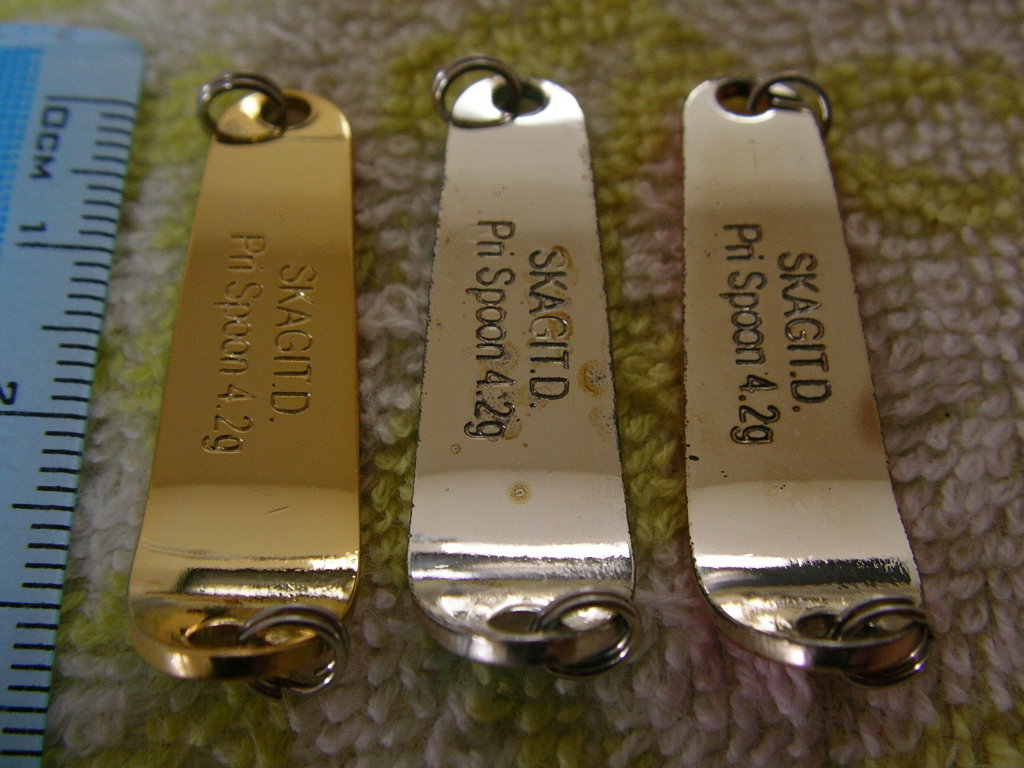 0CM
1
2
SKAGIT.D.
Pri Spoon 4.2g
SKAGIT.D.
Pri Spoon 4.2g
SKAGIT.D.
Pri Spoon 4.2g